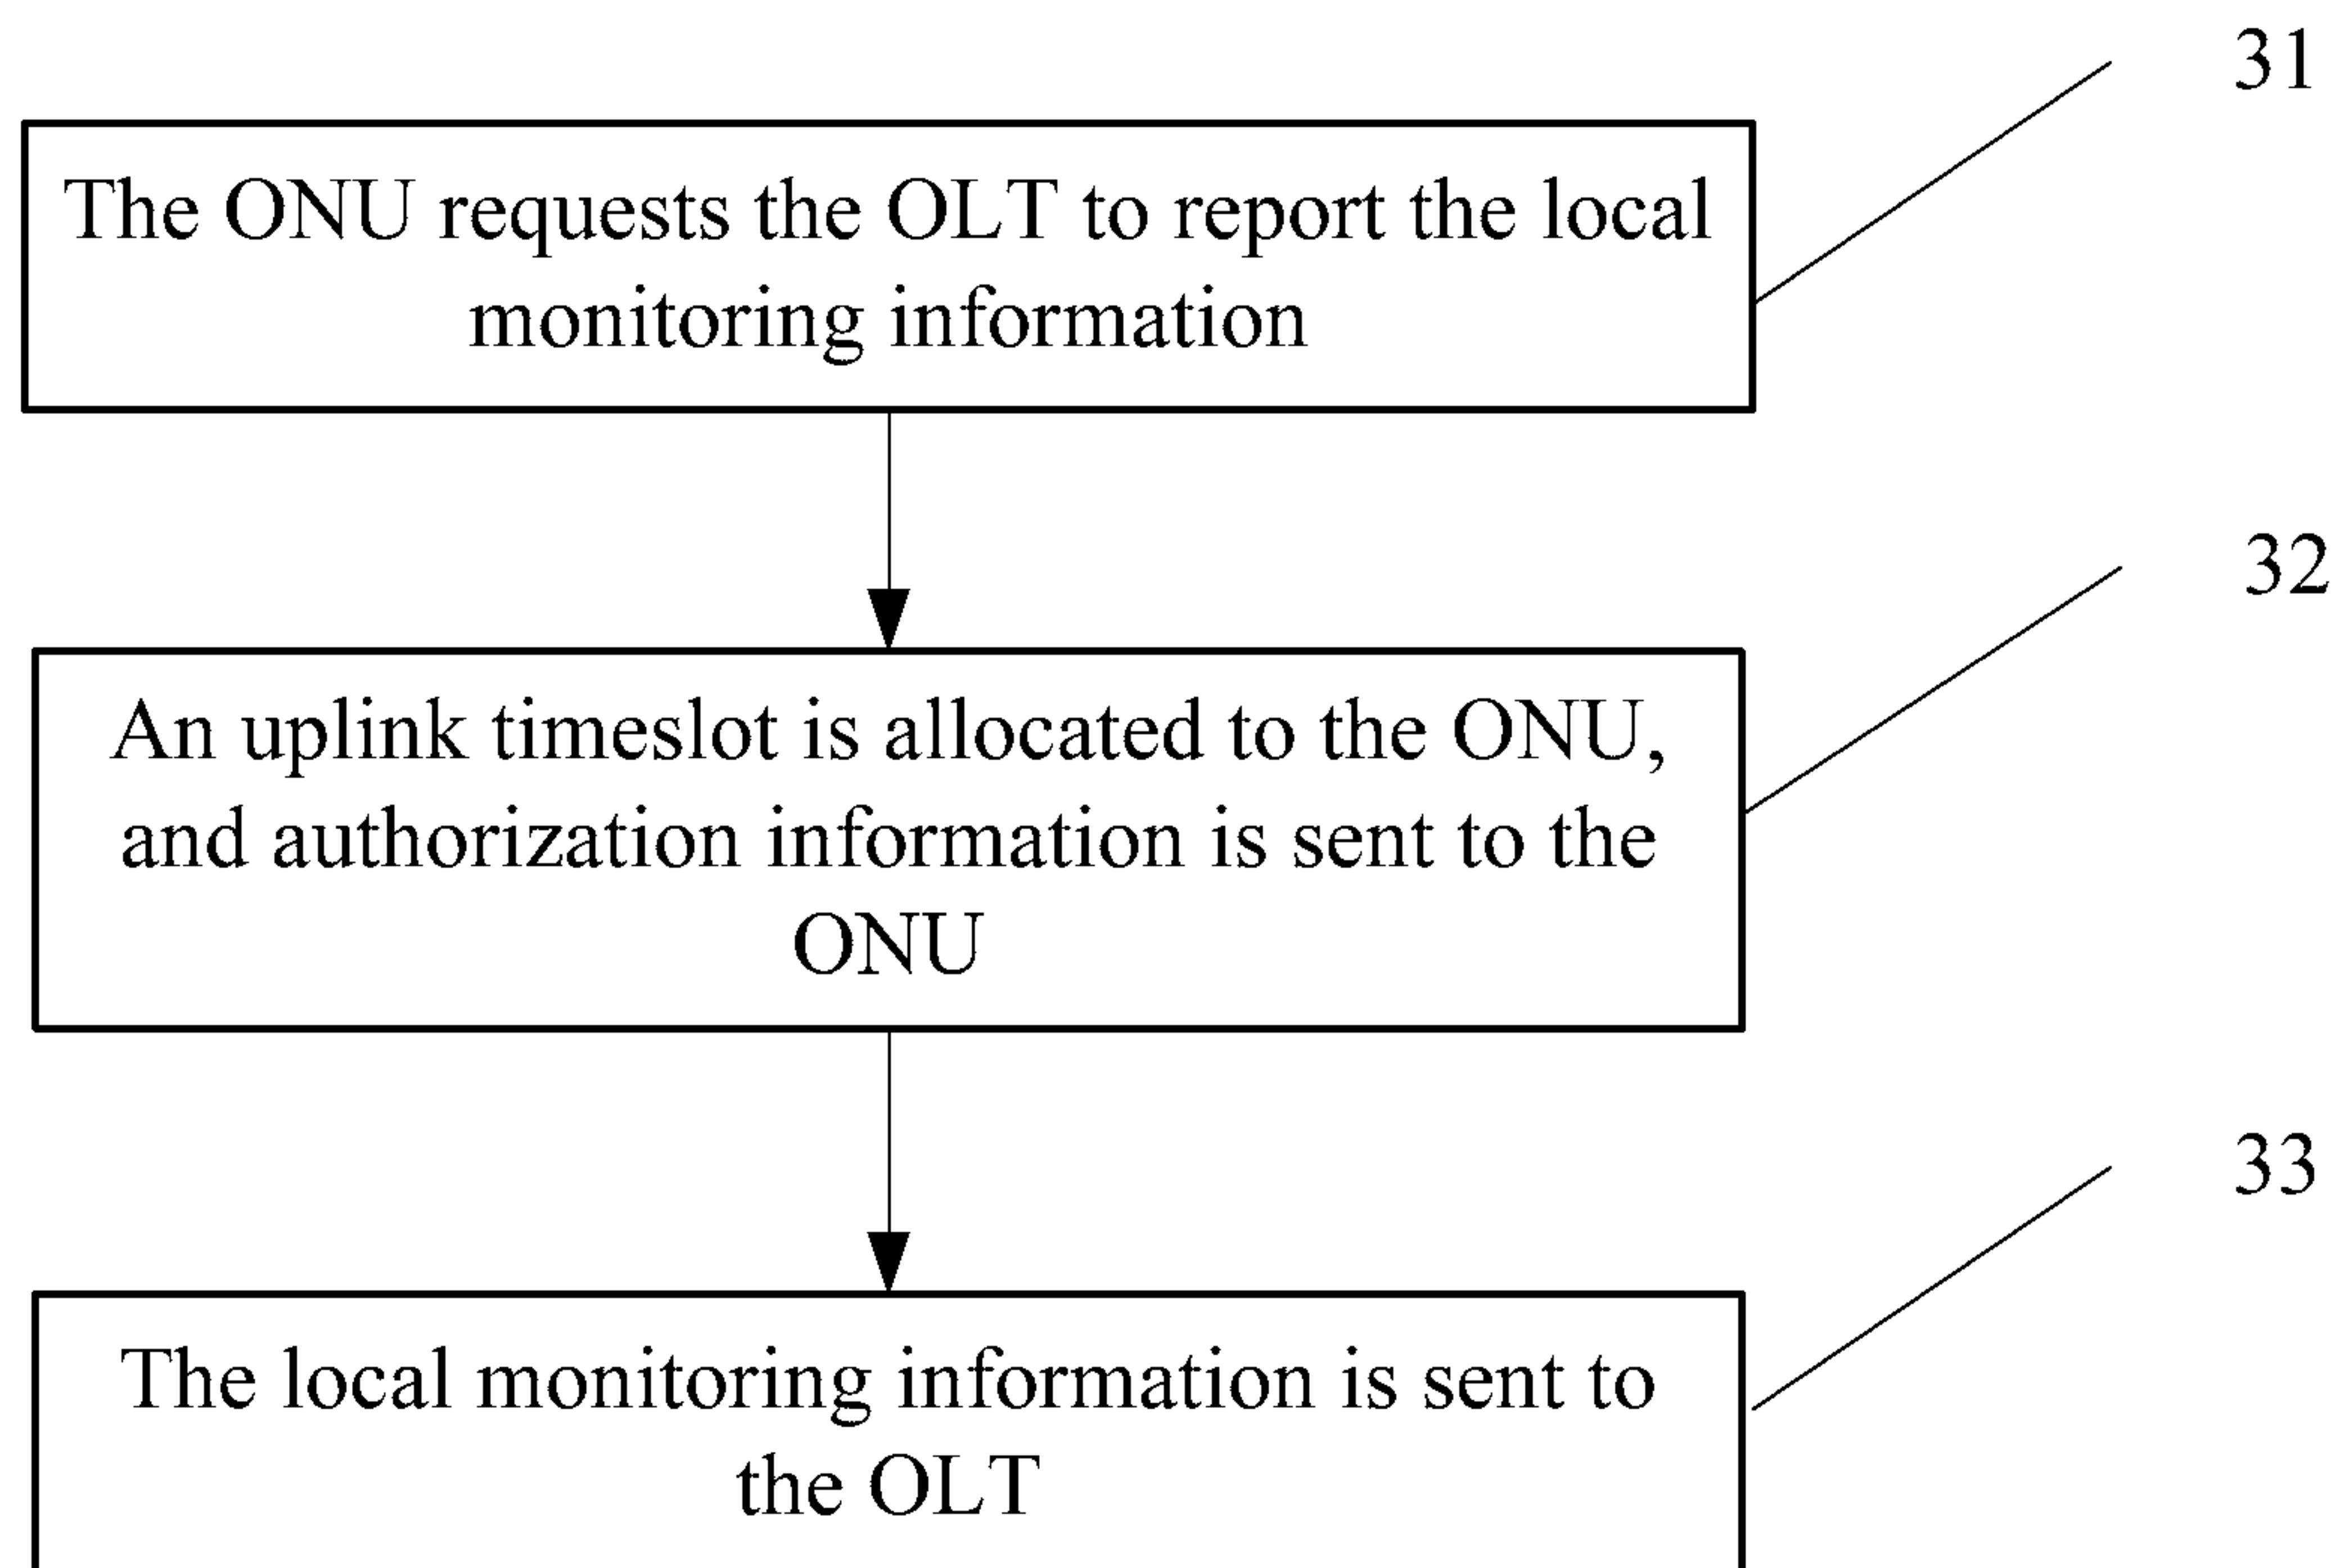 31
The ONU requests the OLT to report the local
monitoring information
32
An uplink timeslot is allocated to the ONU,
and authorization information is sent to the
ONU
33
The local monitoring information is sent to
the OLT